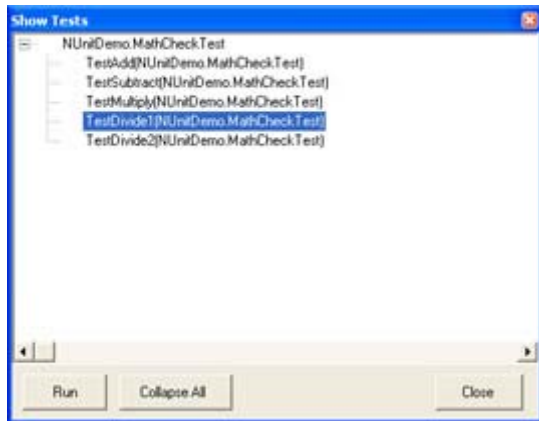 Show Tests
NUnitDemo.MathCheckTest
TestAdd(NUnitDemo.MathCheckTest)
TestSubtract(NUnitDemo.MathCheckTest)
TestMultiply(NUnitDemo.MathCheckTest)
TestDivide1(NUnitDemo.MathCheckTest)
TestDivide2(NUnitDemo.MathCheckTest)
Run Collapse All Close